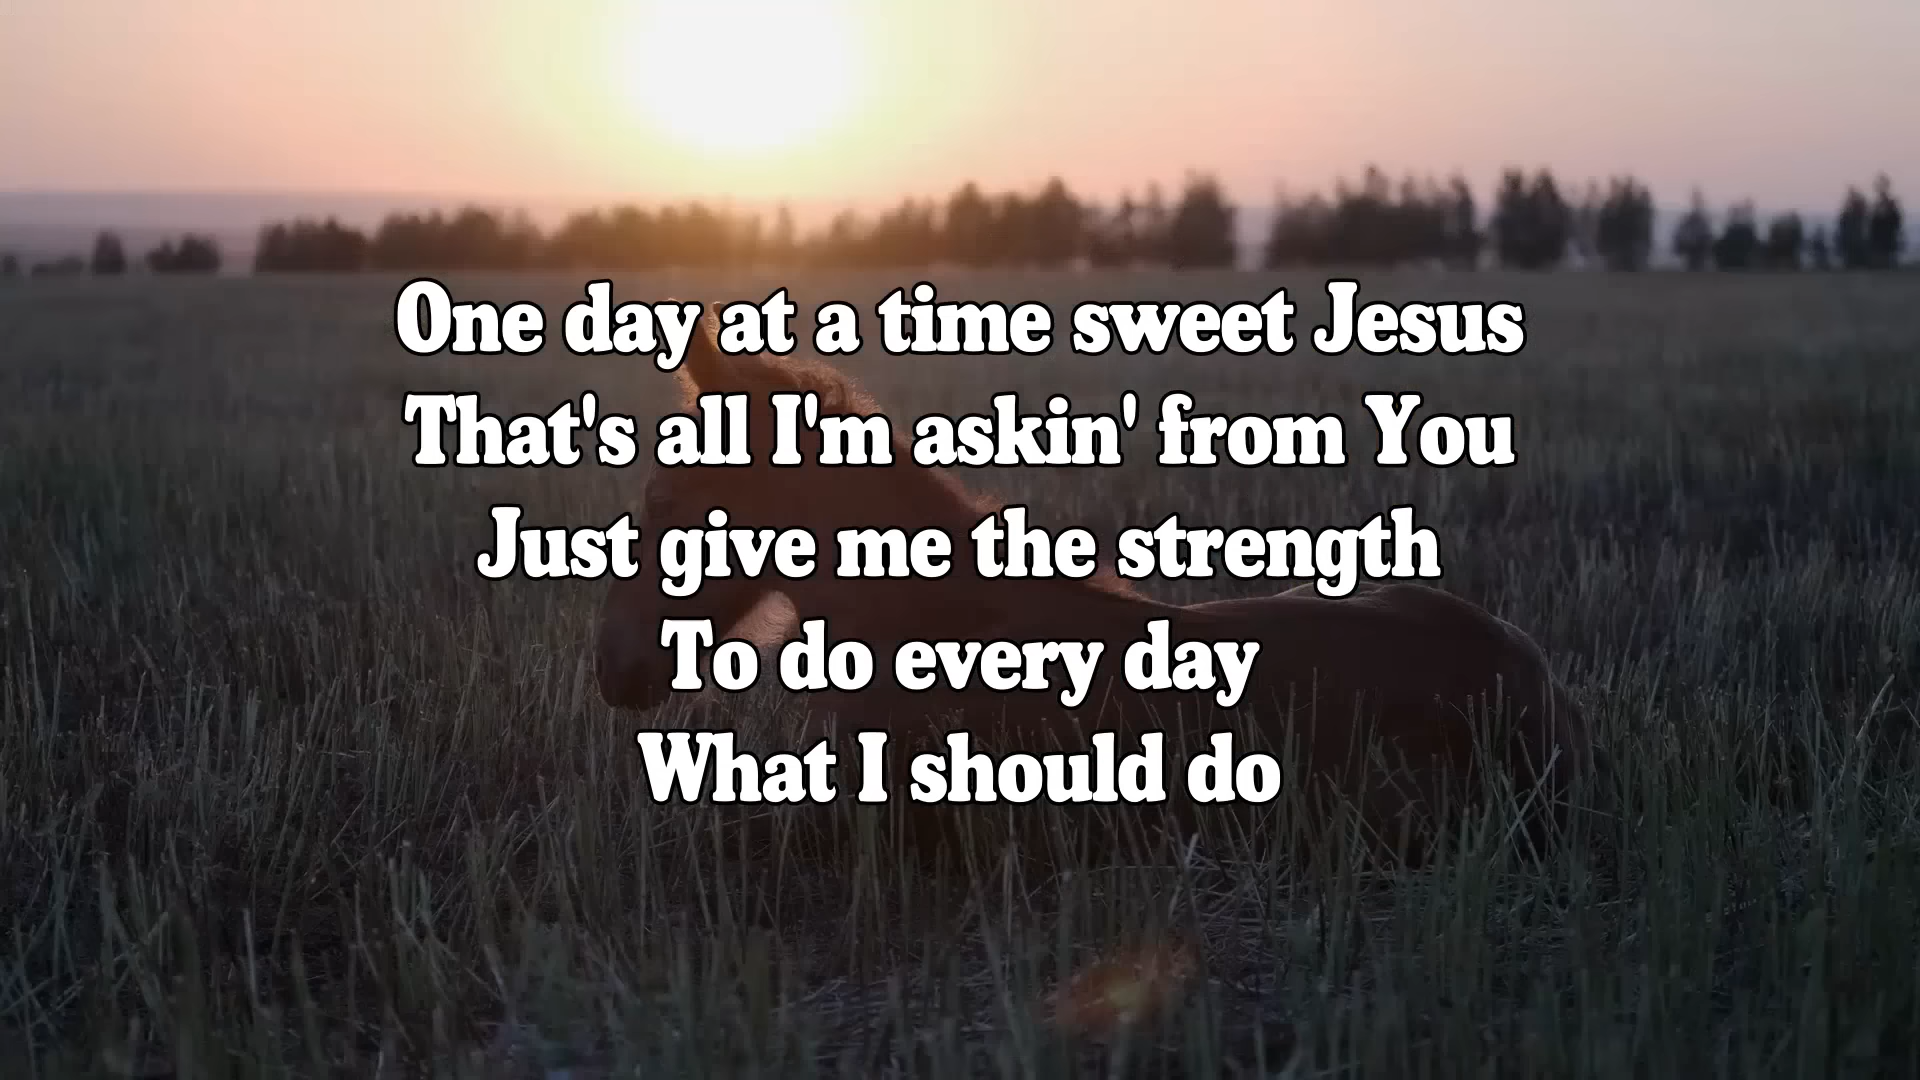 One day at a time sweet Jesus
That's all I'm askin' from You
Just give me the strength
To do every day
What I should do